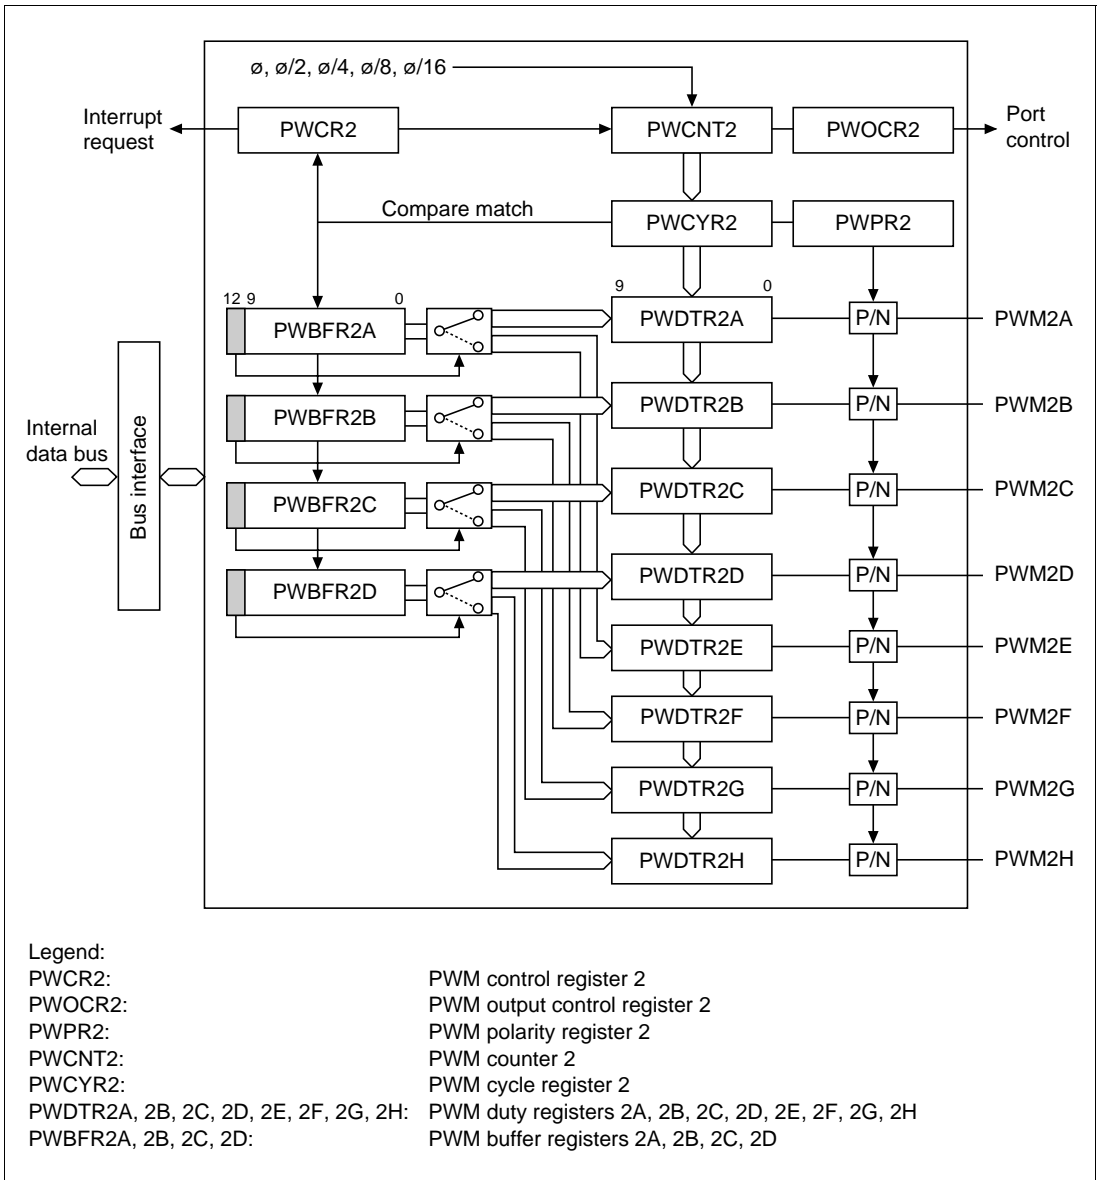 ø, ø/2, ø/4, ø/8, ø/16
Interrupt
request
PWCR2
PWCNT2
PWOCR2
Port
control
Compare match
PWCYR2
PWPR2
12 9 0
9 0
PWBFR2A
PWDTR2A
P/N
PWM2A
PWBFR2B
PWDTR2B
P/N
PWM2B
Internal
data bus
Bus interface
PWBFR2C
PWDTR2C
P/N
PWM2C
PWBFR2D
PWDTR2D
P/N
PWM2D
PWDTR2E
P/N
PWM2E
PWDTR2F
P/N
PWM2F
PWDTR2G
P/N
PWM2G
PWDTR2H
P/N
PWM2H
Legend:
PWCR2: PWM control register 2
PWOCR2: PWM output control register 2
PWPR2: PWM polarity register 2
PWCNT2: PWM counter 2
PWCYR2: PWM cycle register 2
PWDTR2A, 2B, 2C, 2D, 2E, 2F, 2G, 2H: PWM duty registers 2A, 2B, 2C, 2D, 2E, 2F, 2G, 2H
PWBFR2A, 2B, 2C, 2D: PWM buffer registers 2A, 2B, 2C, 2D